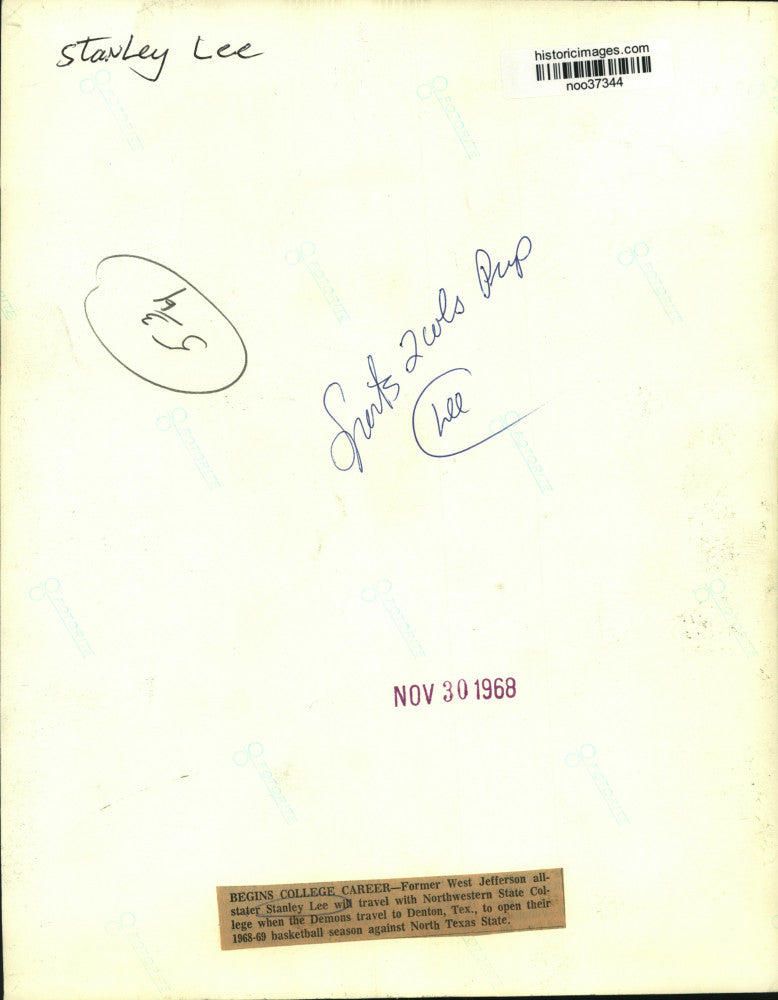 Stanley Lee
historicimages.com
noo37344
Sports 2 cols
Lee
NOV 30 1968
BEGINS COLLEGE CAREER—Former West Jefferson all-
stater Stanley Lee will travel with Northwestern State Col-
lege when the Demons travel to Denton, Tex., to open their
1968-69 basketball season against North Texas State.